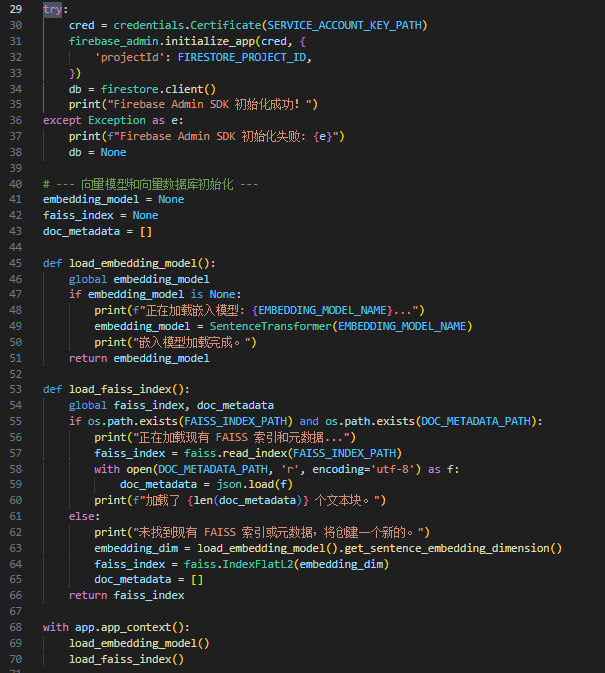 29 try:
30     cred = credentials.Certificate(SERVICE_ACCOUNT_KEY_PATH)
31     firebase_admin.initialize_app(cred, {
32         'projectId': FIRESTORE_PROJECT_ID,
33     })
34     db = firestore.client()
35     print("Firebase Admin SDK 初始化成功！")
36 except Exception as e:
37     print(f"Firebase Admin SDK 初始化失败: {e}")
38     db = None
39
40 # --- 向量模型和向量数据库初始化 ---
41 embedding_model = None
42 faiss_index = None
43 doc_metadata = []
44
45 def load_embedding_model():
46     global embedding_model
47     if embedding_model is None:
48         print(f"正在加载嵌入模型: {EMBEDDING_MODEL_NAME}...")
49         embedding_model = SentenceTransformer(EMBEDDING_MODEL_NAME)
50         print("嵌入模型加载完成。")
51     return embedding_model
52
53 def load_faiss_index():
54     global faiss_index, doc_metadata
55     if os.path.exists(FAISS_INDEX_PATH) and os.path.exists(DOC_METADATA_PATH):
56         print("正在加载现有 FAISS 索引和元数据...")
57         faiss_index = faiss.read_index(FAISS_INDEX_PATH)
58         with open(DOC_METADATA_PATH, 'r', encoding='utf-8') as f:
59             doc_metadata = json.load(f)
60         print(f"加载了 {len(doc_metadata)} 个文本块。")
61     else:
62         print("未找到现有 FAISS 索引或元数据，将创建一个新的。")
63         embedding_dim = load_embedding_model().get_sentence_embedding_dimension()
64         faiss_index = faiss.IndexFlatL2(embedding_dim)
65         doc_metadata = []
66     return faiss_index
67
68 with app.app_context():
69     load_embedding_model()
70     load_faiss_index()